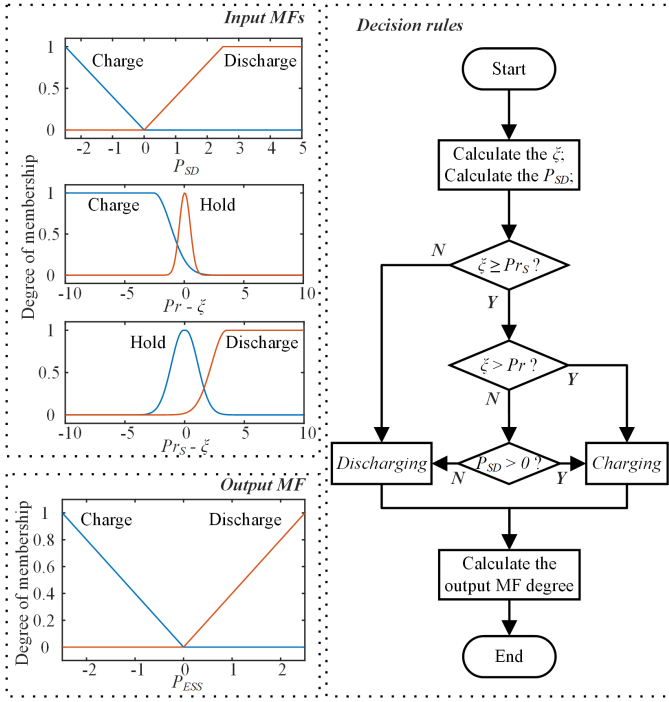 Input MFs
1
0.5
0
Charge
Discharge
-2
-1
0
1
2
3
4
5
P_SD
Degree of membership
1
0.5
0
Charge
Hold
-10
-5
0
5
10
Pr - ξ
1
0.5
0
Hold
Discharge
-10
-5
0
5
10
Pr_S - ξ
Output MF
Degree of membership
1
0.8
0.6
0.4
0.2
0
Charge
Discharge
-2
-1
0
1
2
P_ESS
Decision rules
Start
Calculate the ξ;
Calculate the P_SD;
ξ ≥ Pr_S ?
N
Y
ξ > Pr ?
Y
N
Discharging
P_SD > 0 ?
Charging
N
Y
Calculate the
output MF degree
End